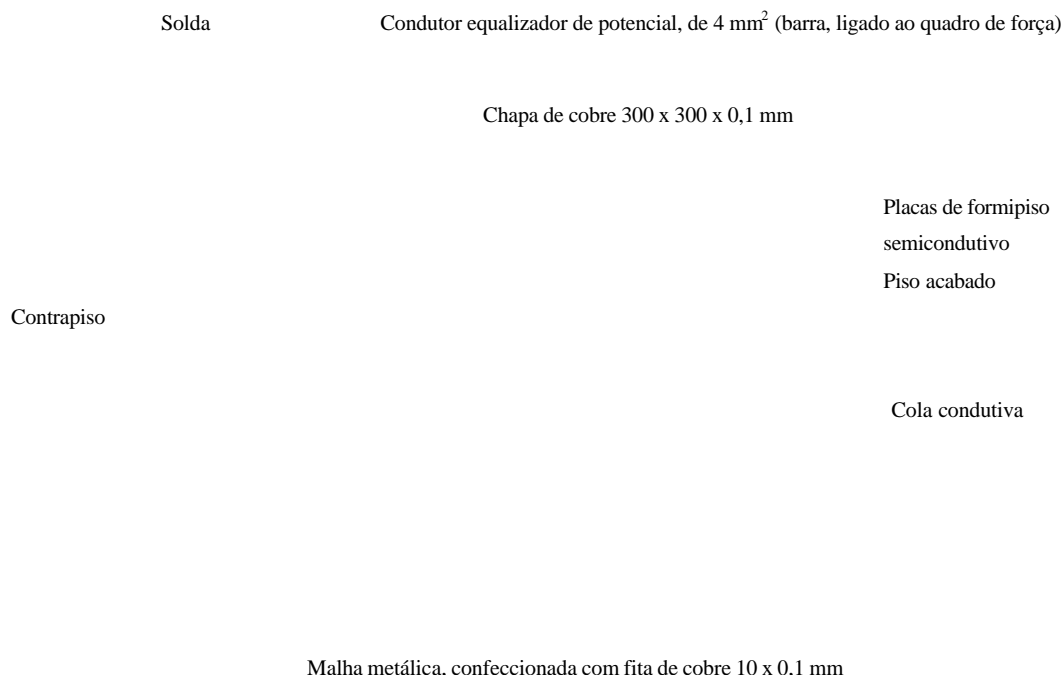 Solda
Condutor equalizador de potencial, de 4 mm² (barra, ligado ao quadro de força)
Chapa de cobre 300 x 300 x 0,1 mm
Placas de formipiso
semicondutivo
Piso acabado
Contrapiso
Cola condutiva
Malha metálica, confeccionada com fita de cobre 10 x 0,1 mm